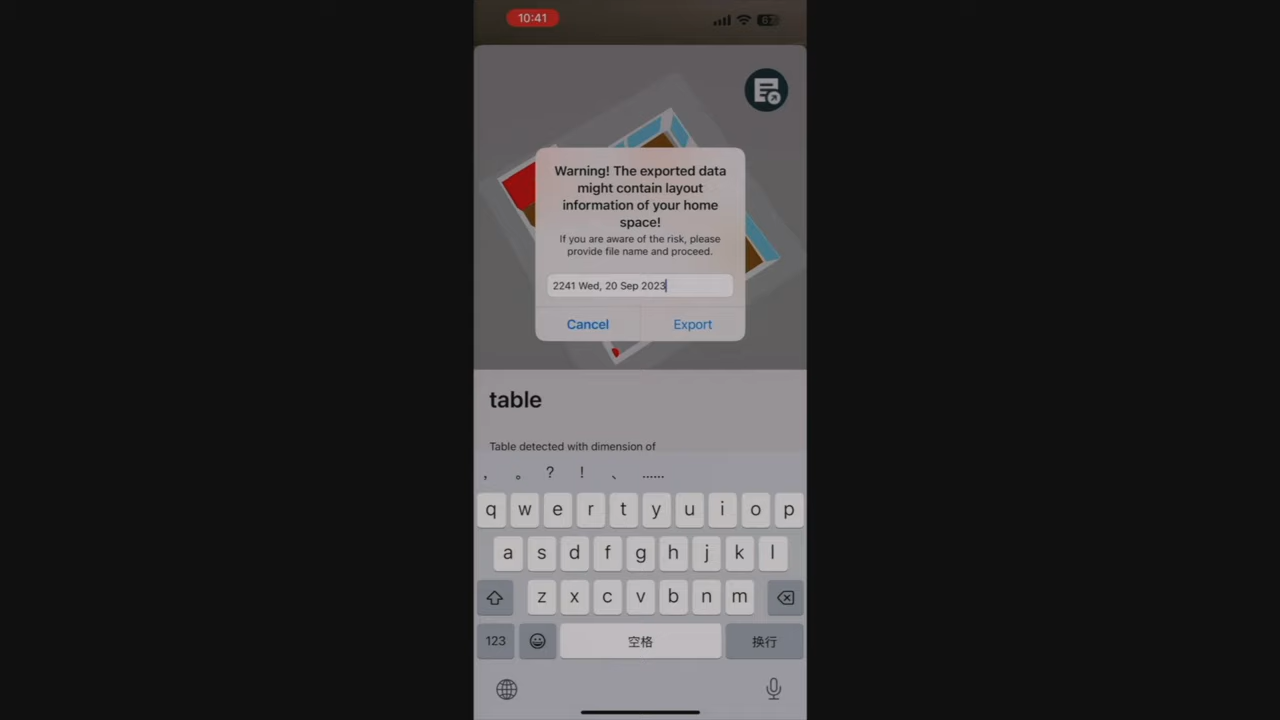 10:41
67
Warning! The exported data
might contain layout
information of your home
space!
If you are aware of the risk, please
provide file name and proceed.
2241 Wed, 20 Sep 2023
Cancel
Export
table
Table detected with dimension of
, 。 ? ! 、 ……
q w e r t y u i o p
a s d f g h j k l
z x c v b n m
123 空格 换行